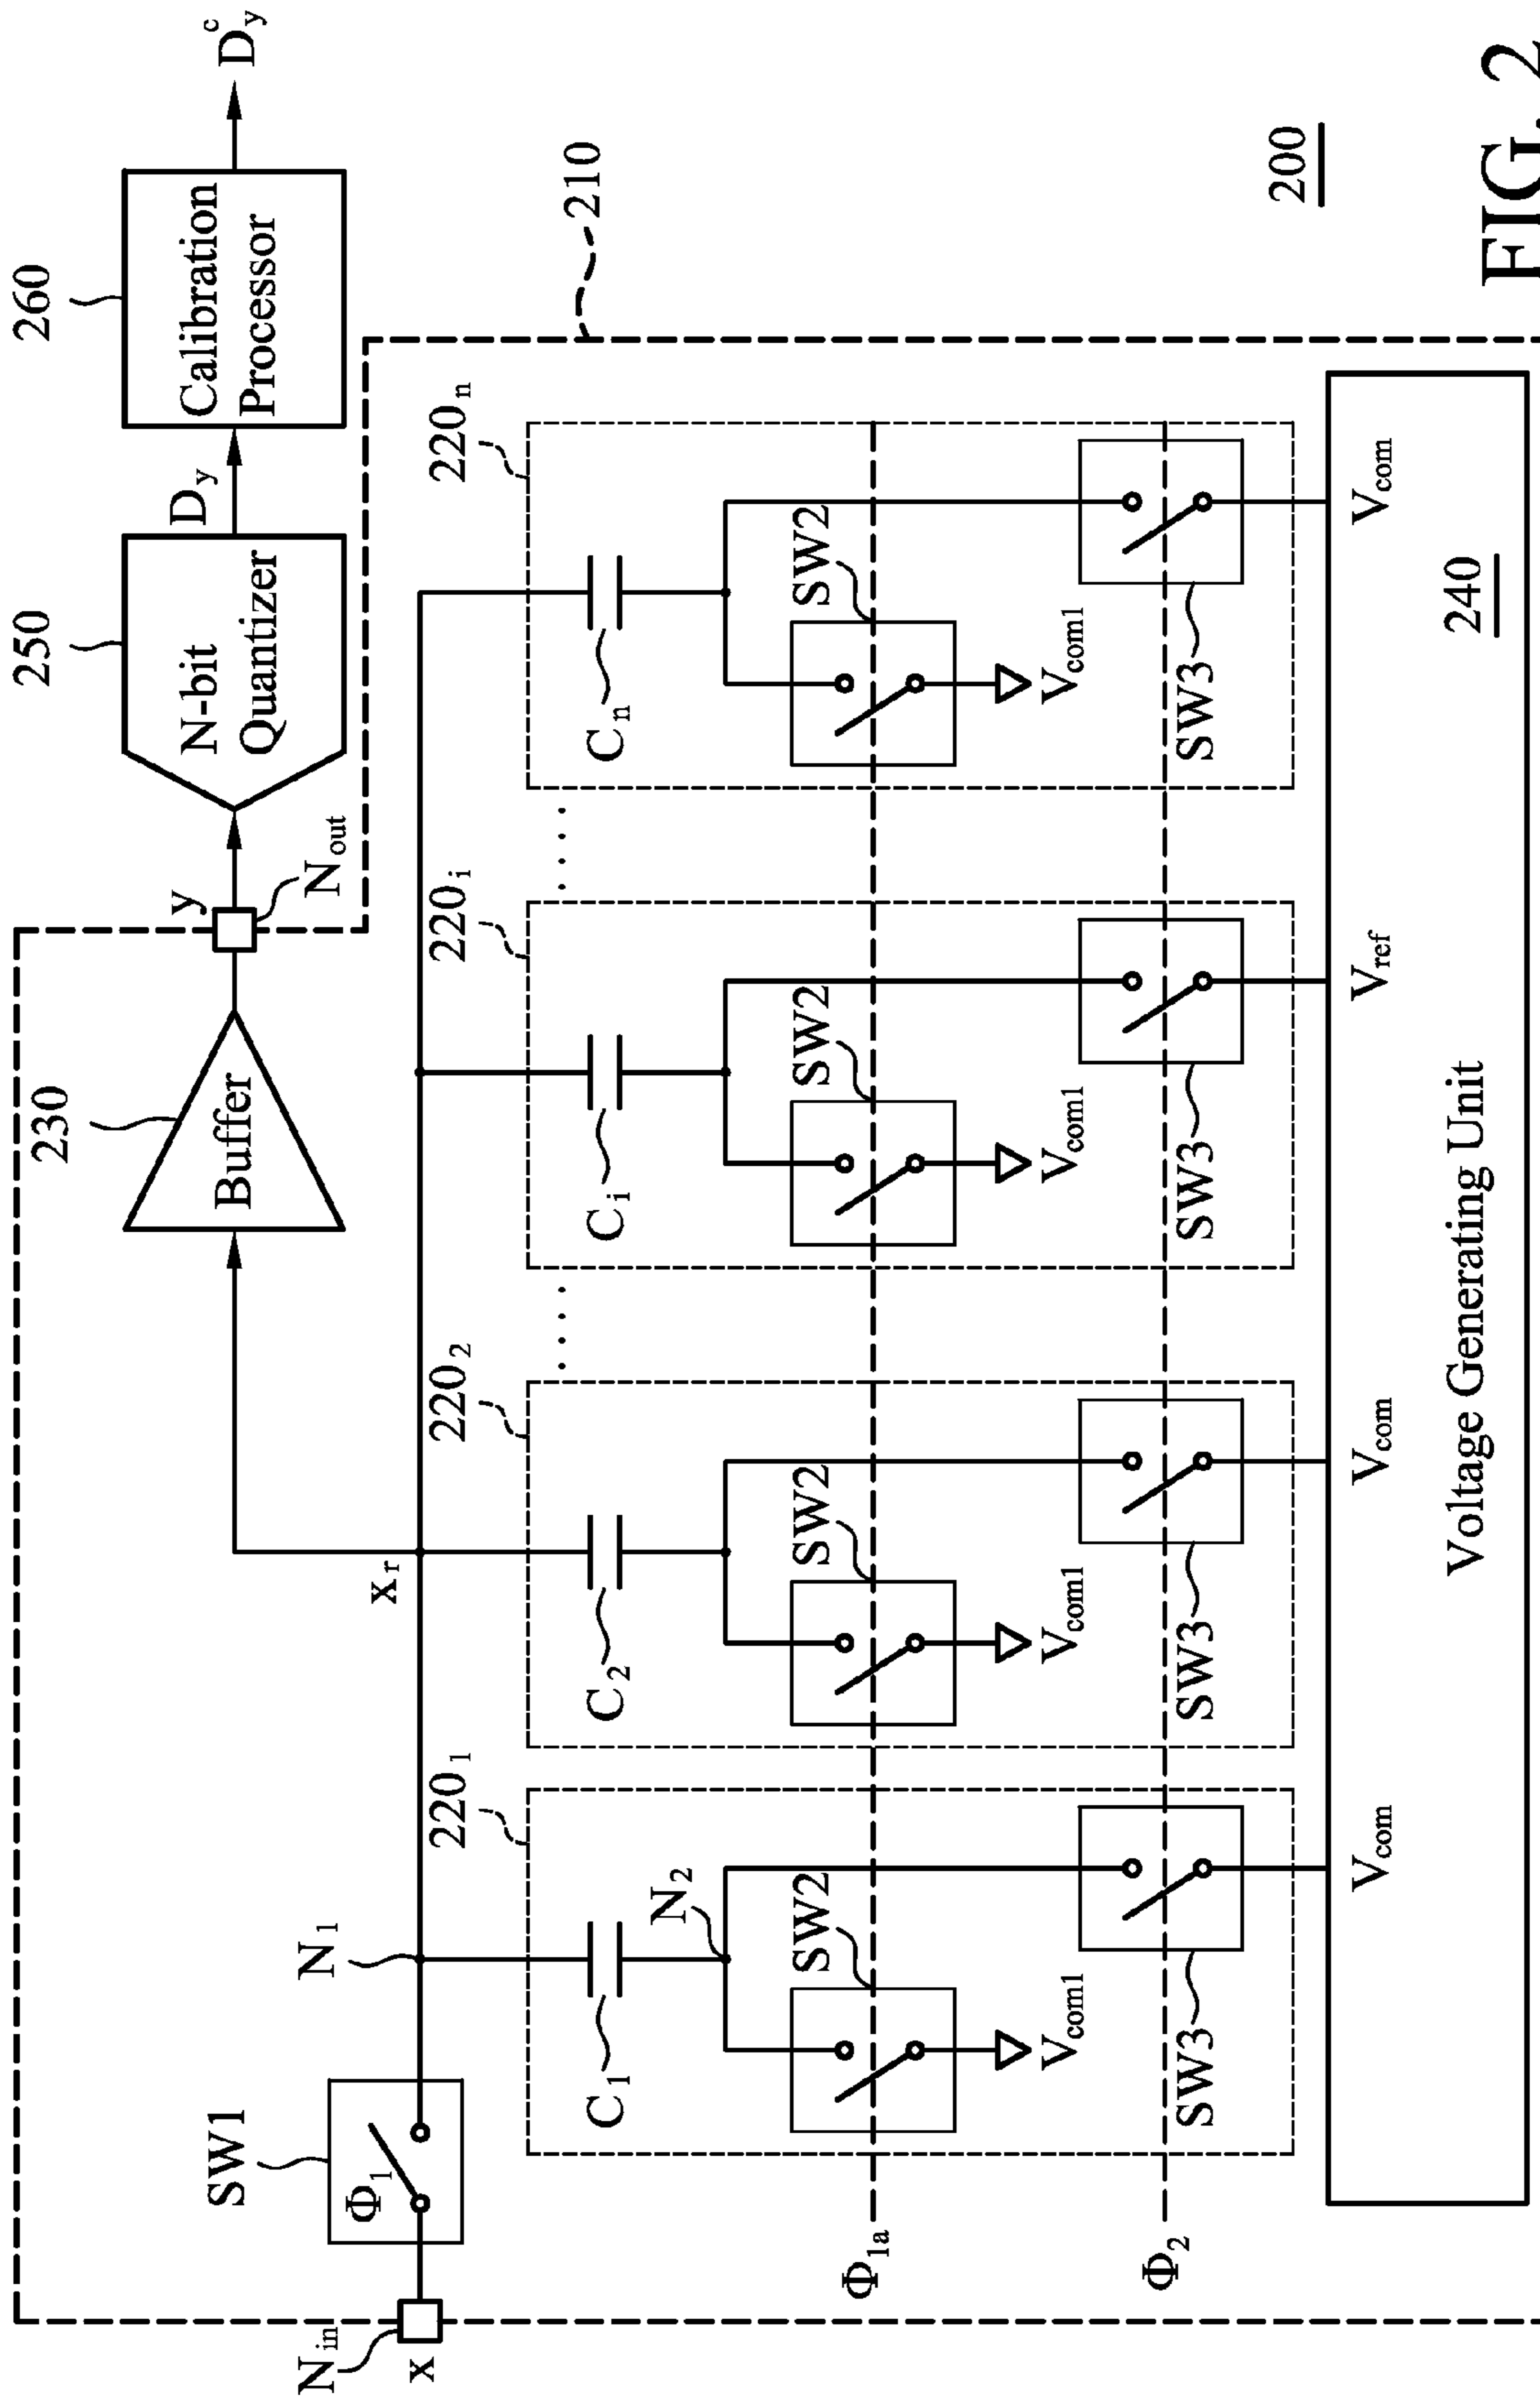 260
250
230
Calibration
Processor
D_y^c
D_y
N-bit
Quantizer
y
N_out
Buffer
210
SW1
Φ_1
N_in
x
N_1
x_r
220_1
220_2
220_i
220_n
. . . .
. . . .
C_1
C_2
C_i
C_n
N_2
SW2
SW2
SW2
SW2
Φ_1a
V_com1
V_com1
V_com1
V_com1
Φ_2
SW3
SW3
SW3
SW3
V_com
V_com
V_ref
V_com
Voltage Generating Unit
240
200
FIG. 2